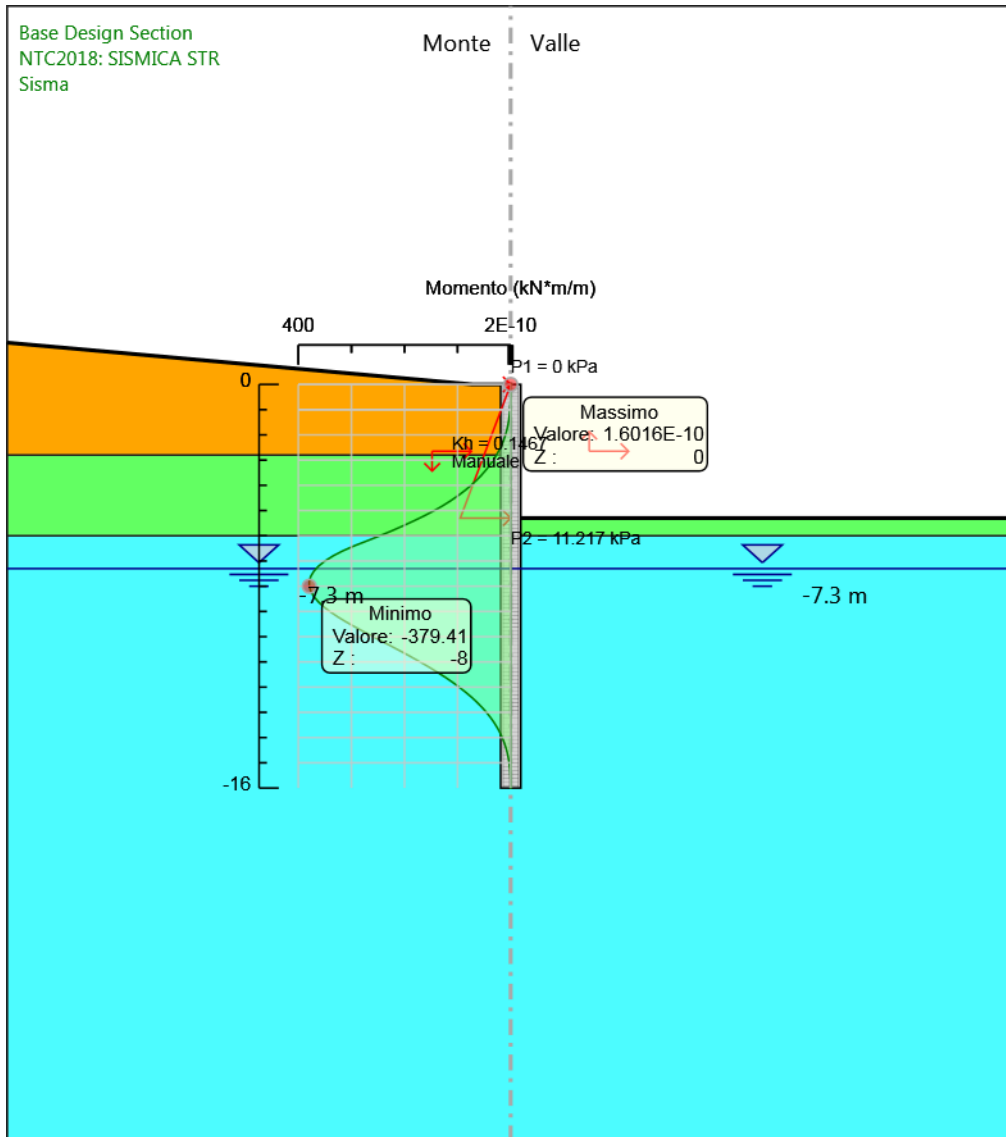 Base Design Section
NTC2018: SISMICA STR
Sisma
Monte
Valle
Momento (kN*m/m)
400
2E-10
P1 = 0 kPa
0
Massimo
Valore: 1.6016E-10
Z : 0
Kh = 0.1467
Manuale
P2 = 11.217 kPa
-7.3 m
-7.3 m
Minimo
Valore: -379.41
Z : -8
-16